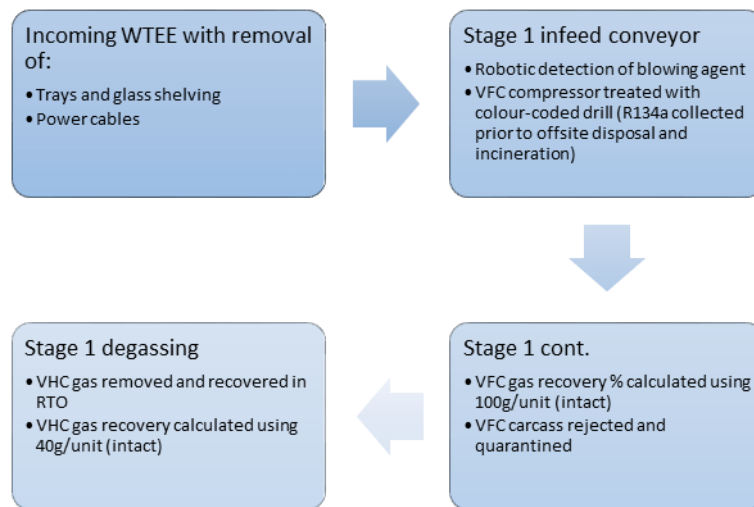 Incoming WTEE with removal
of:
• Trays and glass shelving
• Power cables
Stage 1 infeed conveyor
• Robotic detection of blowing agent
• VFC compressor treated with
colour-coded drill (R134a collected
prior to offsite disposal and
incineration)
Stage 1 cont.
• VFC gas recovery % calculated using
100g/unit (intact)
• VFC carcass rejected and
quarantined
Stage 1 degassing
• VHC gas removed and recovered in
RTO
• VHC gas recovery calculated using
40g/unit (intact)